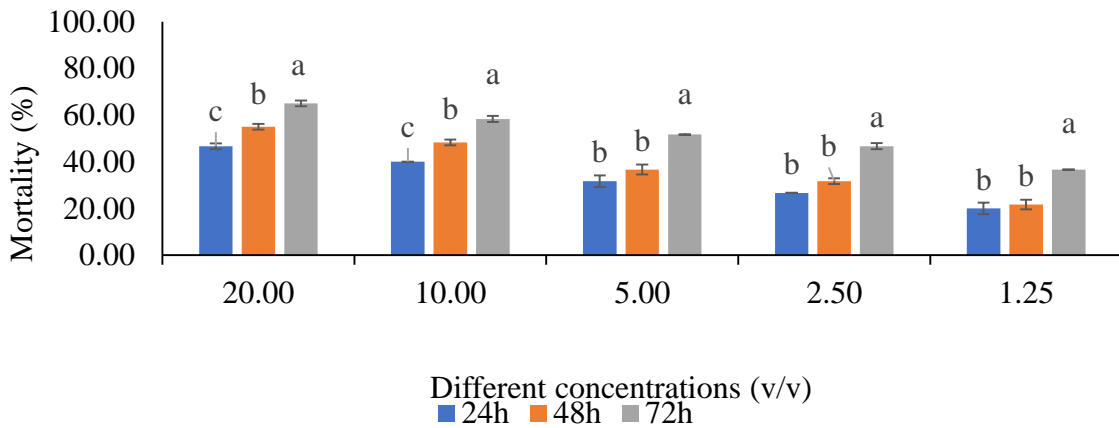 100.00
80.00
60.00
40.00
20.00
0.00
Mortality (%)
c b a
c b a
b b a
b b a
b b a
20.00 10.00 5.00 2.50 1.25
Different concentrations (v/v)
24h 48h 72h